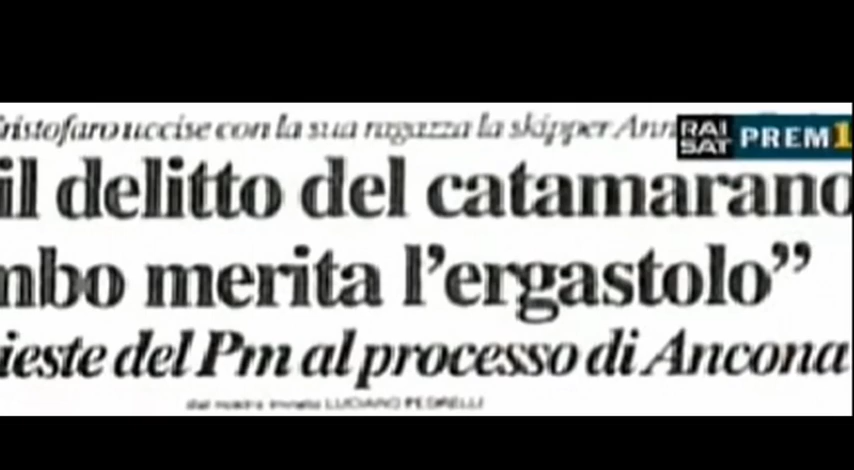 ristofaro uccise con la sua ragazza la skipper Ann
RAI SAT PREM1
il delitto del catamarano
mbo merita l'ergastolo”
ieste del Pm al processo di Ancona
dal nostro inviato LUCIANO PEDRELLI